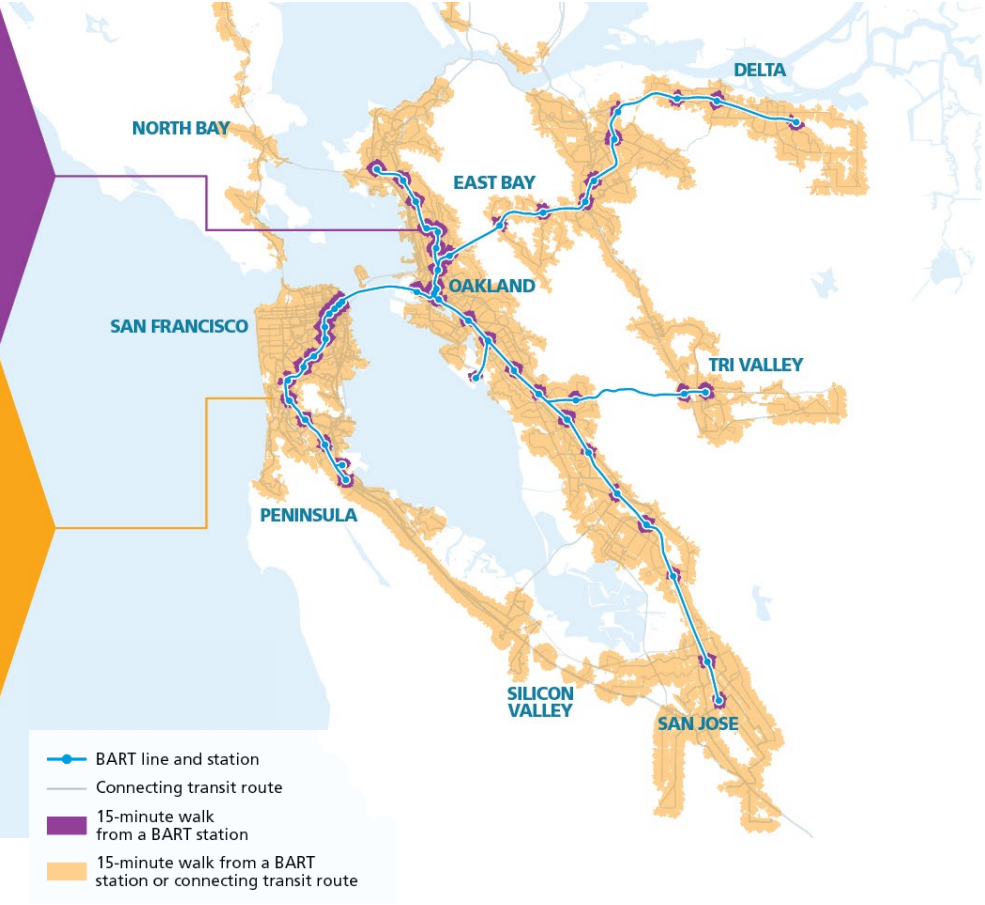 DELTA
NORTH BAY
EAST BAY
OAKLAND
SAN FRANCISCO
TRI VALLEY
PENINSULA
SILICON
VALLEY
SAN JOSE
BART line and station
Connecting transit route
15-minute walk
from a BART station
15-minute walk from a BART
station or connecting transit route